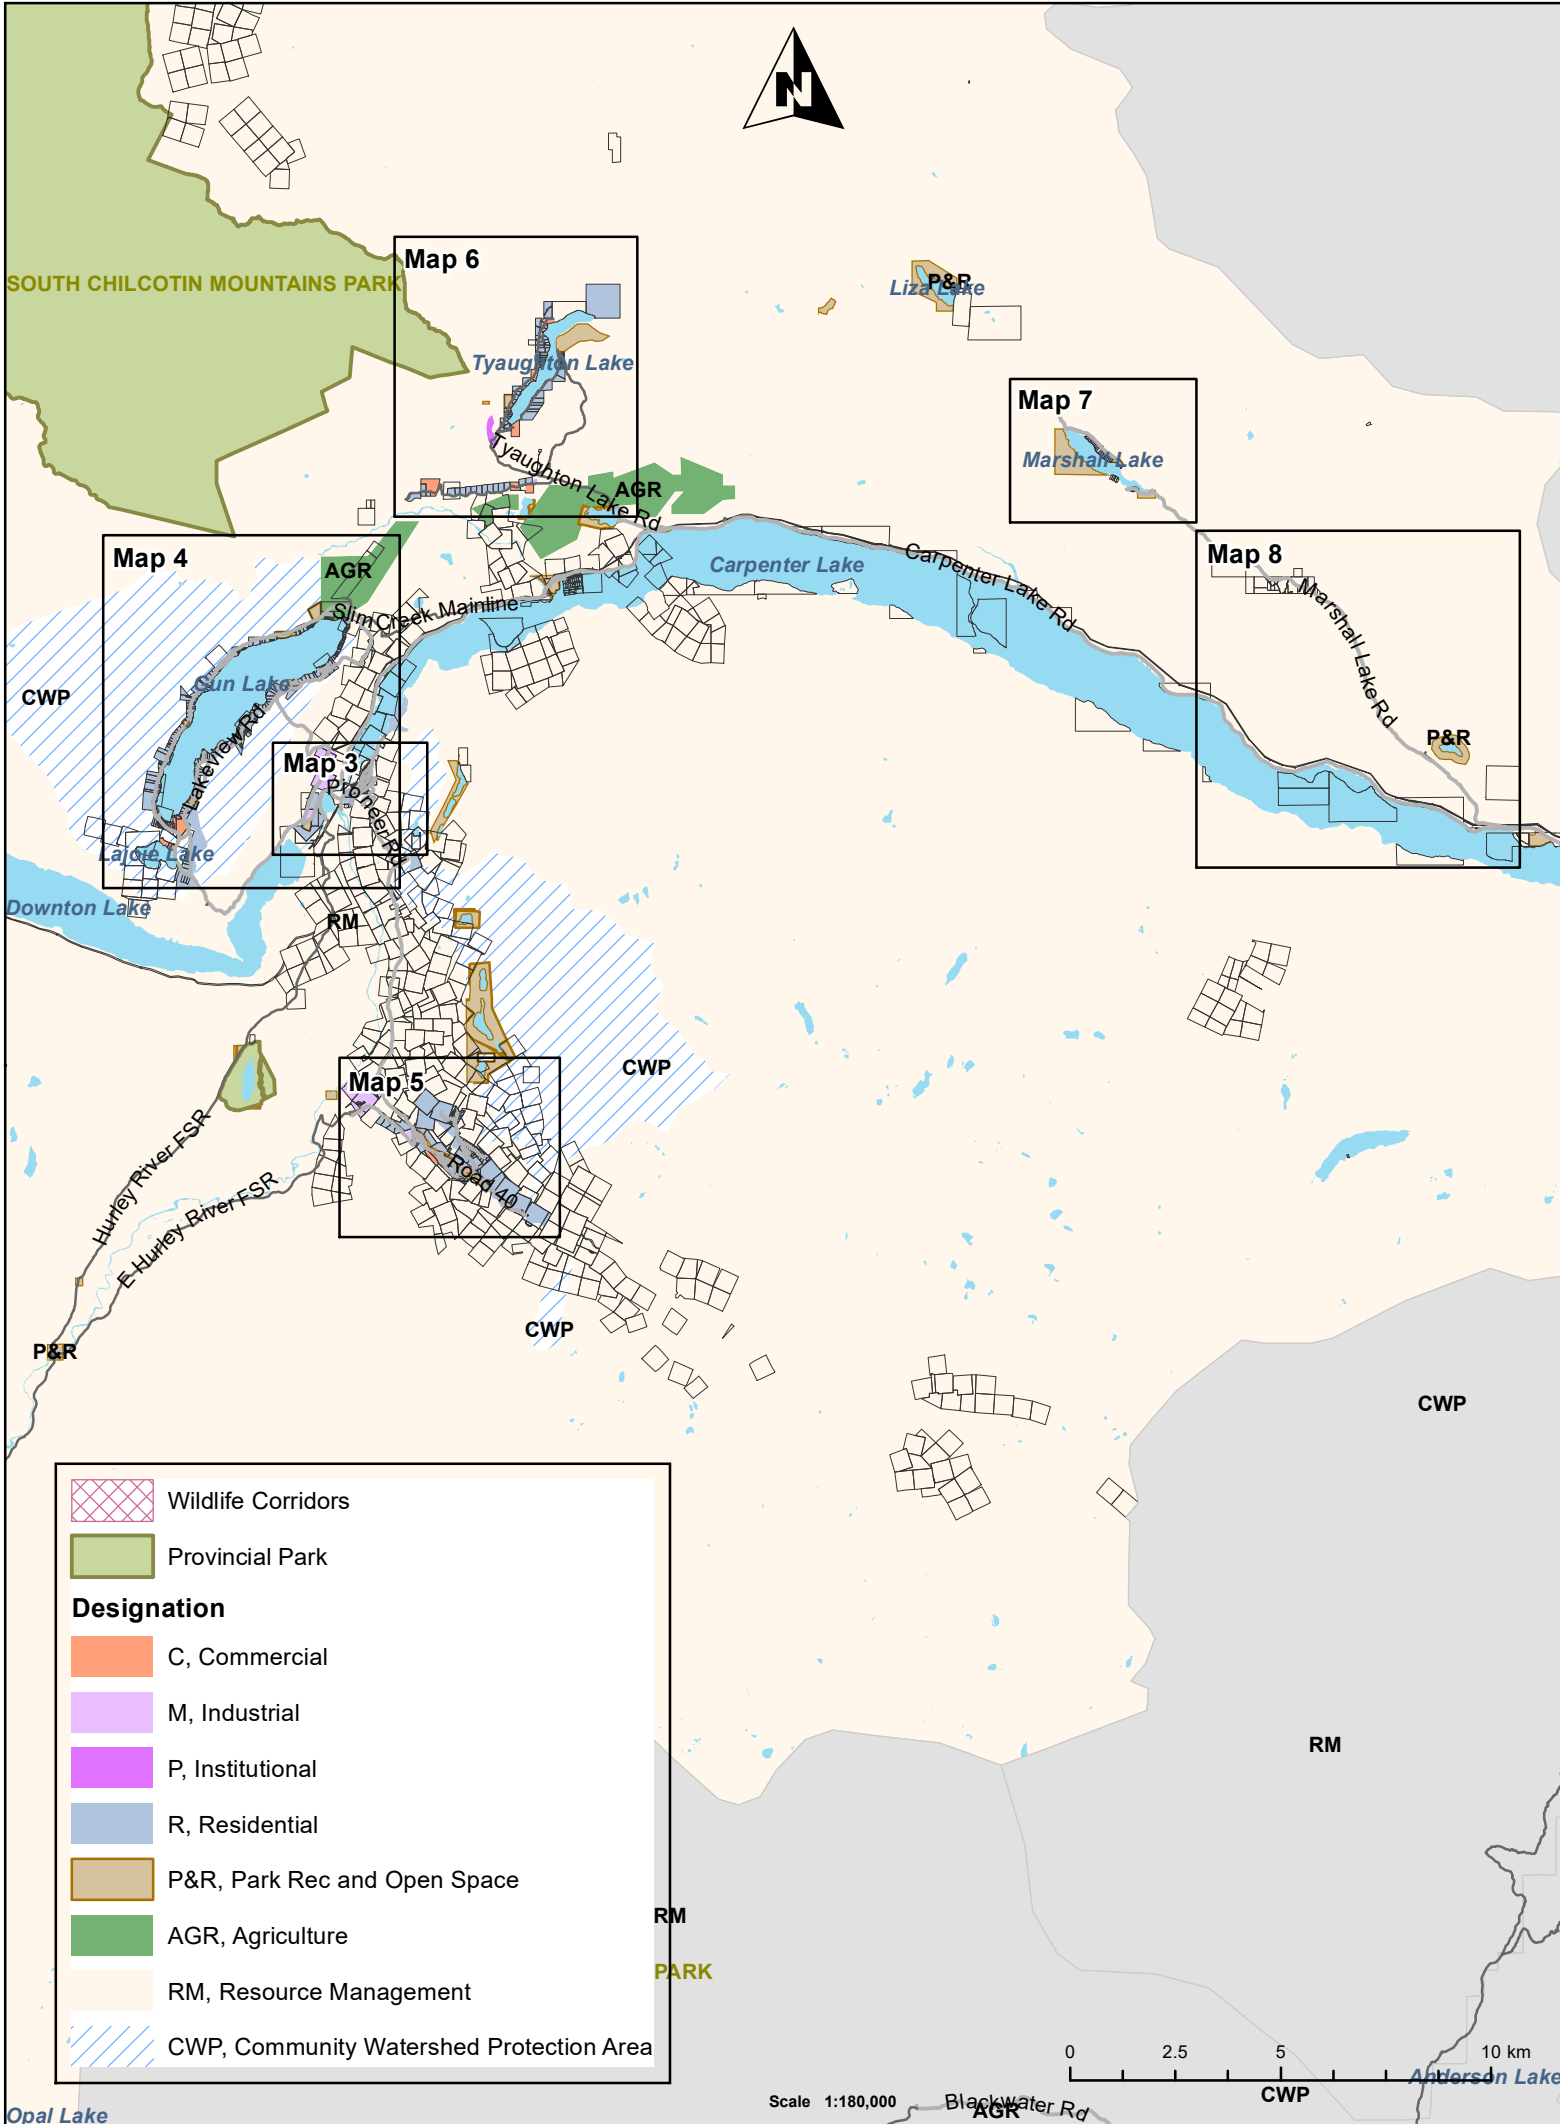 N
Map 6
SOUTH CHILCOTIN MOUNTAINS PARK
P&R
Liza Lake
Tyaughton Lake
Map 7
Marshall Lake
Tyaughton Lake Rd
AGR
Map 4
Map 8
AGR
Carpenter Lake
Carpenter Lake Rd
Slim Creek Mainline
Marshall Lake Rd
CWP
Gun Lake
Lakeview Rd
P&R
Map 3
Pioneer Rd
Lajoie Lake
Downton Lake
RM
CWP
Map 5
Hurley River FSR
Road 40
E Hurley River FSR
CWP
P&R
CWP
Wildlife Corridors
Provincial Park
Designation
C, Commercial
M, Industrial
P, Institutional
R, Residential
P&R, Park Rec and Open Space
AGR, Agriculture
RM, Resource Management
CWP, Community Watershed Protection Area
RM
RM
PARK
0 2.5 5 10 km
Anderson Lake
CWP
Scale 1:180,000
Blackwater Rd
AGR
Opal Lake